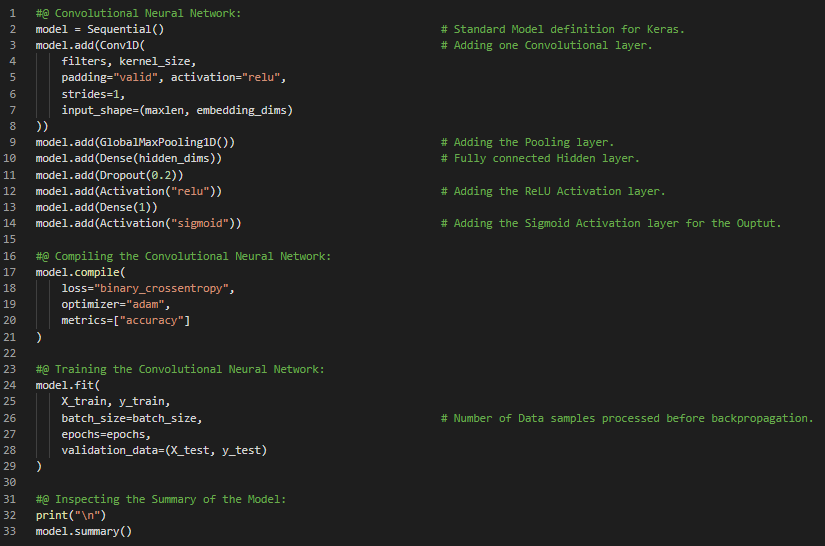 1 #@ Convolutional Neural Network:
2 model = Sequential() # Standard Model definition for Keras.
3 model.add(Conv1D( # Adding one Convolutional layer.
4     filters, kernel_size,
5     padding="valid", activation="relu",
6     strides=1,
7     input_shape=(maxlen, embedding_dims)
8 ))
9 model.add(GlobalMaxPooling1D()) # Adding the Pooling layer.
10 model.add(Dense(hidden_dims)) # Fully connected Hidden layer.
11 model.add(Dropout(0.2))
12 model.add(Activation("relu")) # Adding the ReLU Activation layer.
13 model.add(Dense(1))
14 model.add(Activation("sigmoid")) # Adding the Sigmoid Activation layer for the Ouptut.
15
16 #@ Compiling the Convolutional Neural Network:
17 model.compile(
18     loss="binary_crossentropy",
19     optimizer="adam",
20     metrics=["accuracy"]
21 )
22
23 #@ Training the Convolutional Neural Network:
24 model.fit(
25     X_train, y_train,
26     batch_size=batch_size, # Number of Data samples processed before backpropagation.
27     epochs=epochs,
28     validation_data=(X_test, y_test)
29 )
30
31 #@ Inspecting the Summary of the Model:
32 print("\n")
33 model.summary()